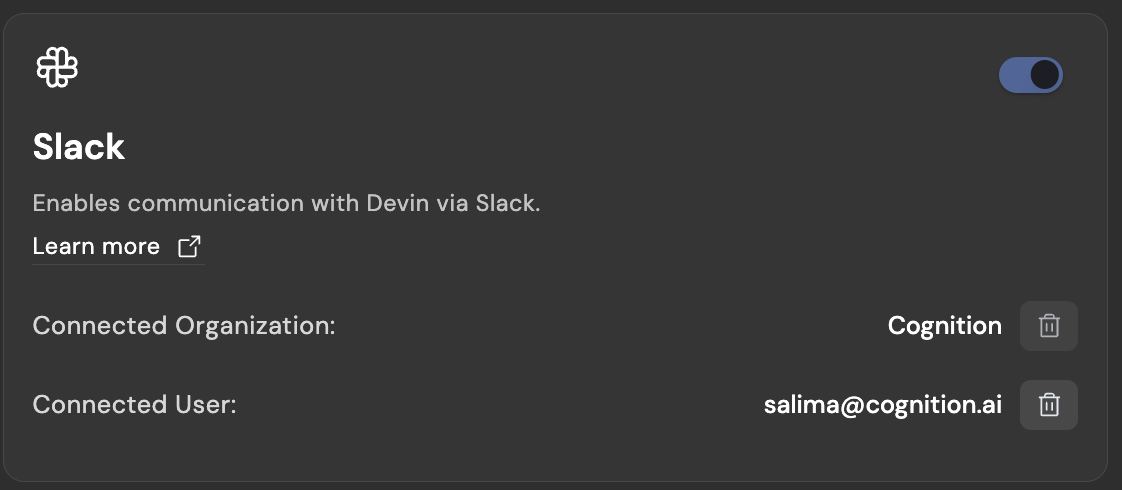 Slack
Enables communication with Devin via Slack.
Learn more
Connected Organization: Cognition
Connected User: salima@cognition.ai